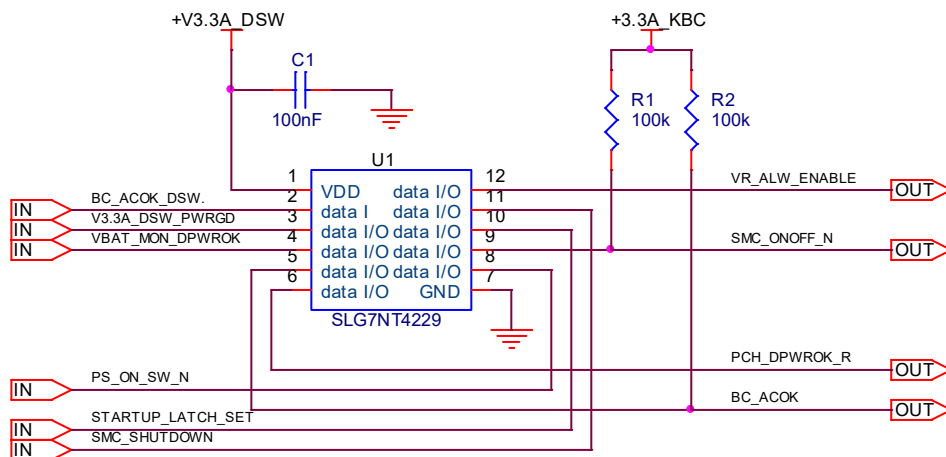 +V3.3A_DSW
+3.3A_KBC
C1
100nF
R1
100k
R2
100k
U1
1
2
3
4
5
6
VDD
data I
data I/O
data I/O
data I/O
data I/O
12
11
10
9
8
7
data I/O
data I/O
data I/O
data I/O
data I/O
GND
SLG7NT4229
IN BC_ACOK_DSW.
IN V3.3A_DSW_PWRGD
IN VBAT_MON_DPWROK
IN PS_ON_SW_N
IN STARTUP_LATCH_SET
IN SMC_SHUTDOWN
VR_ALW_ENABLE OUT
SMC_ONOFF_N OUT
PCH_DPWROK_R OUT
BC_ACOK OUT